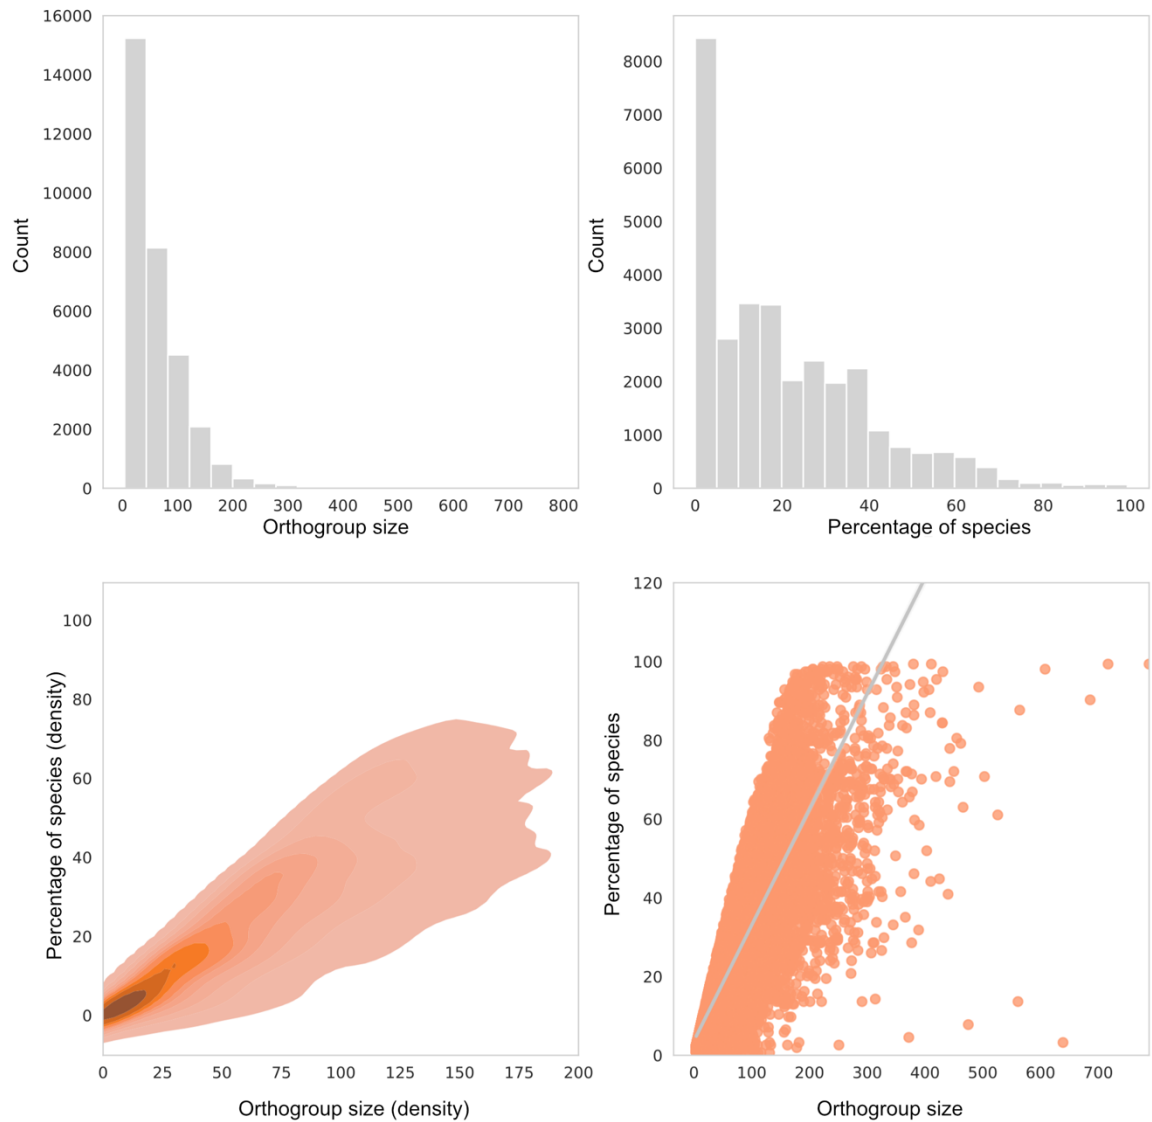 16000
14000
12000
10000
8000
6000
4000
2000
0
Count
0 100 200 300 400 500 600 700 800
Orthogroup size
8000
7000
6000
5000
4000
3000
2000
1000
0
Count
0 20 40 60 80 100
Percentage of species
100
80
60
40
20
0
Percentage of species (density)
0 25 50 75 100 125 150 175 200
Orthogroup size (density)
120
100
80
60
40
20
0
Percentage of species
0 100 200 300 400 500 600 700
Orthogroup size